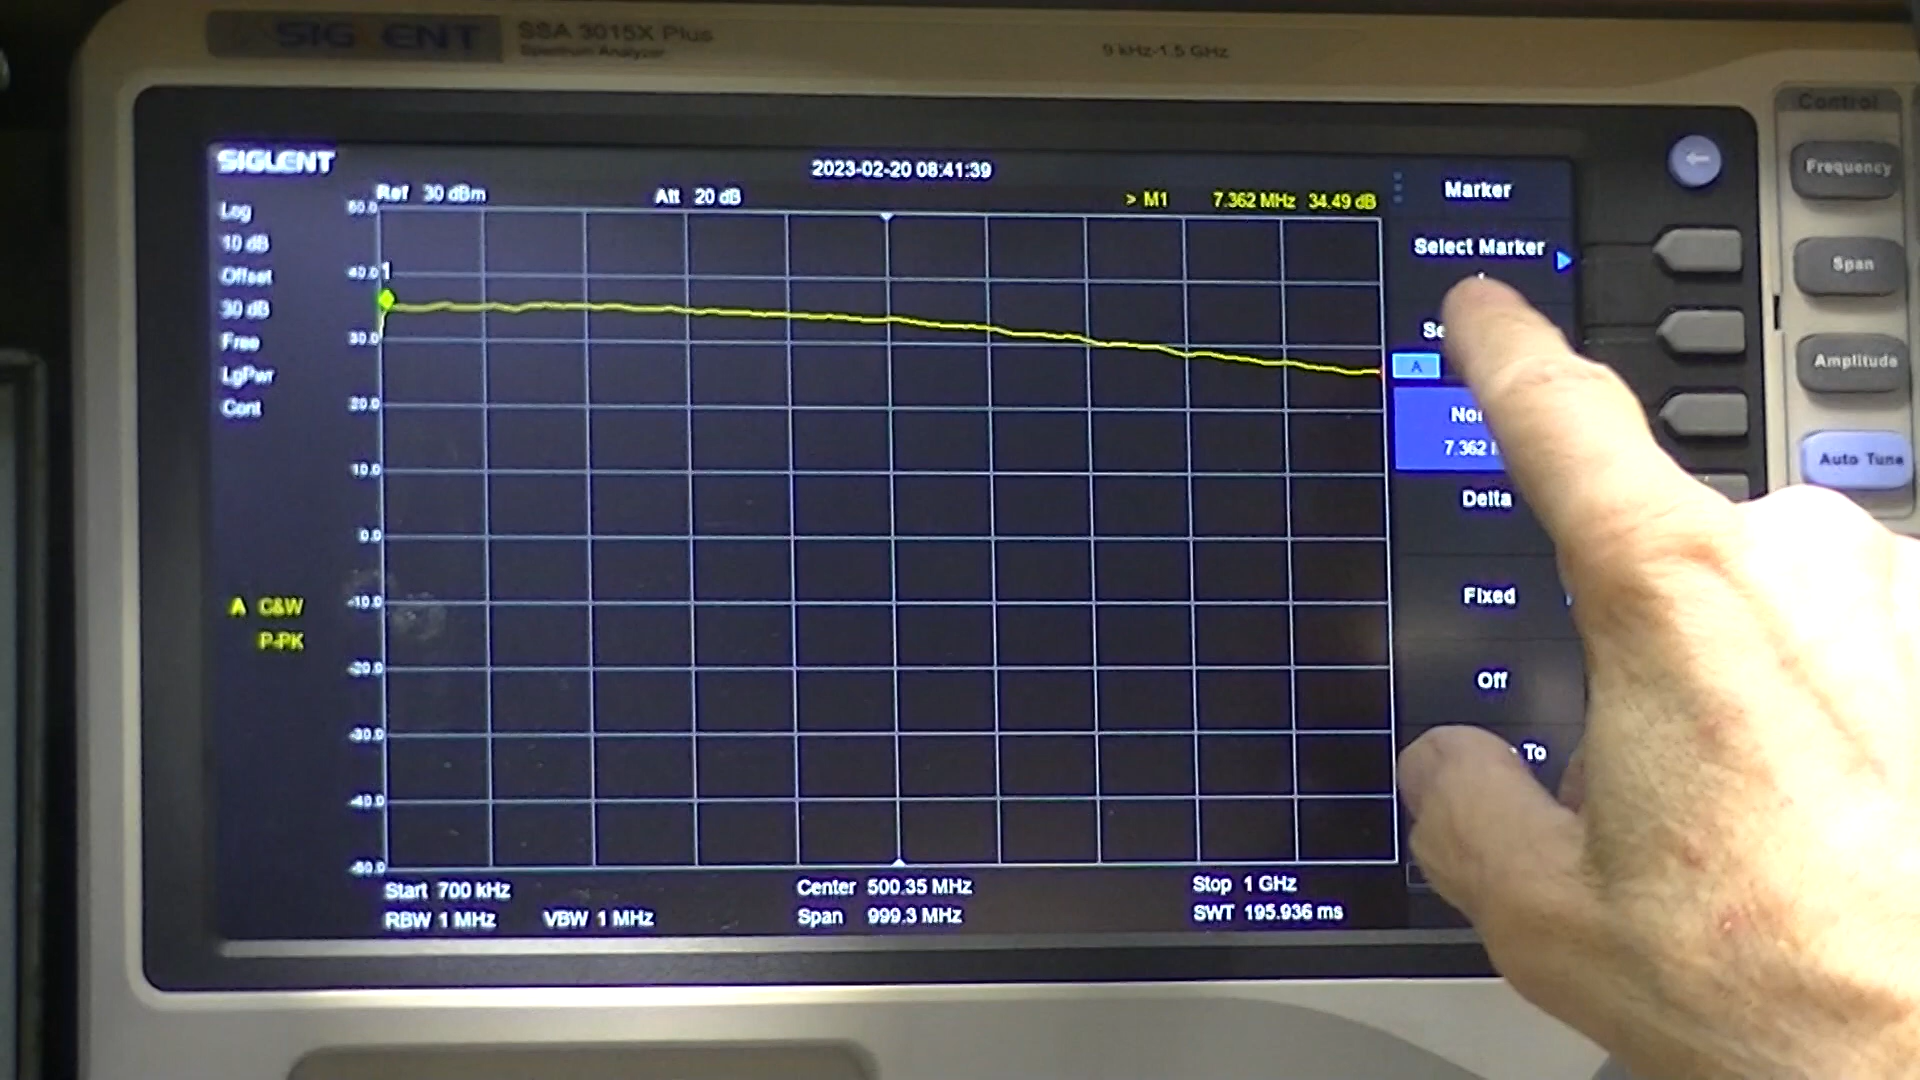 SIGLENT
SSA 3015X Plus
Spectrum Analyzer
9 kHz-1.5 GHz
Control
SIGLENT
2023-02-20 08:41:39
Marker
Frequency
Ref 30 dBm
Att 20 dB
> M1 7.362 MHz 34.49 dB
Log
10 dB
Offset
30 dB
Free
LgPwr
Cont
60.0
40.0
1
30.0
20.0
10.0
0.0
-10.0
-20.0
-30.0
-40.0
Select Marker
Span
A
Amplitude
7.362
Auto Tune
Delta
Fixed
Off
To
A C&W
P-PK
Start 700 kHz
Center 500.35 MHz
Stop 1 GHz
RBW 1 MHz
VBW 1 MHz
Span 999.3 MHz
SWT 195.936 ms